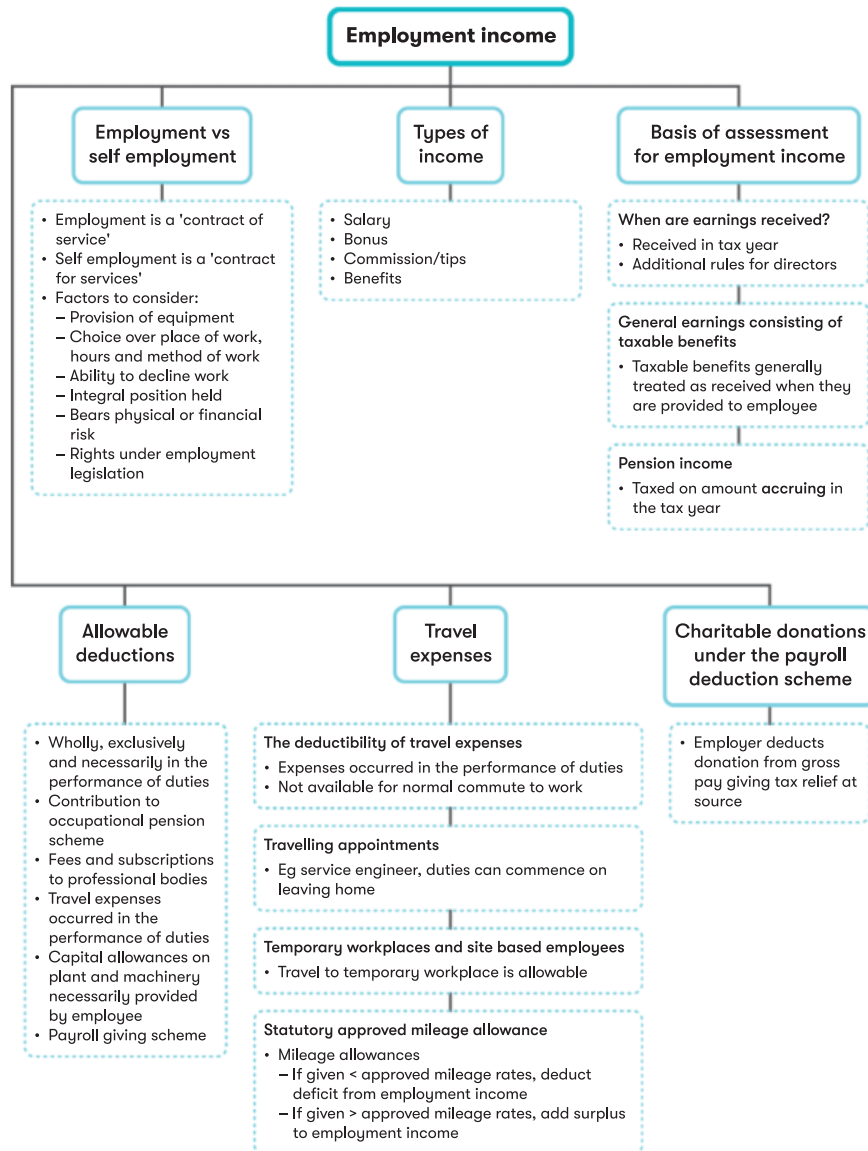 Employment income
Employment vs
self employment
• Employment is a 'contract of
service'
• Self employment is a 'contract
for services'
• Factors to consider:
– Provision of equipment
– Choice over place of work,
hours and method of work
– Ability to decline work
– Integral position held
– Bears physical or financial
risk
– Rights under employment
legislation
Types of
income
• Salary
• Bonus
• Commission/tips
• Benefits
Basis of assessment
for employment income
When are earnings received?
• Received in tax year
• Additional rules for directors
General earnings consisting of
taxable benefits
• Taxable benefits generally
treated as received when they
are provided to employee
Pension income
• Taxed on amount accruing in
the tax year
Allowable
deductions
• Wholly, exclusively
and necessarily in the
performance of duties
• Contribution to
occupational pension
scheme
• Fees and subscriptions
to professional bodies
• Travel expenses
occurred in the
performance of duties
• Capital allowances on
plant and machinery
necessarily provided
by employee
• Payroll giving scheme
Travel
expenses
The deductibility of travel expenses
• Expenses occurred in the performance of duties
• Not available for normal commute to work
Travelling appointments
• Eg service engineer, duties can commence on
leaving home
Temporary workplaces and site based employees
• Travel to temporary workplace is allowable
Statutory approved mileage allowance
• Mileage allowances
– If given < approved mileage rates, deduct
deficit from employment income
– If given > approved mileage rates, add surplus
to employment income
Charitable donations
under the payroll
deduction scheme
• Employer deducts
donation from gross
pay giving tax relief at
source